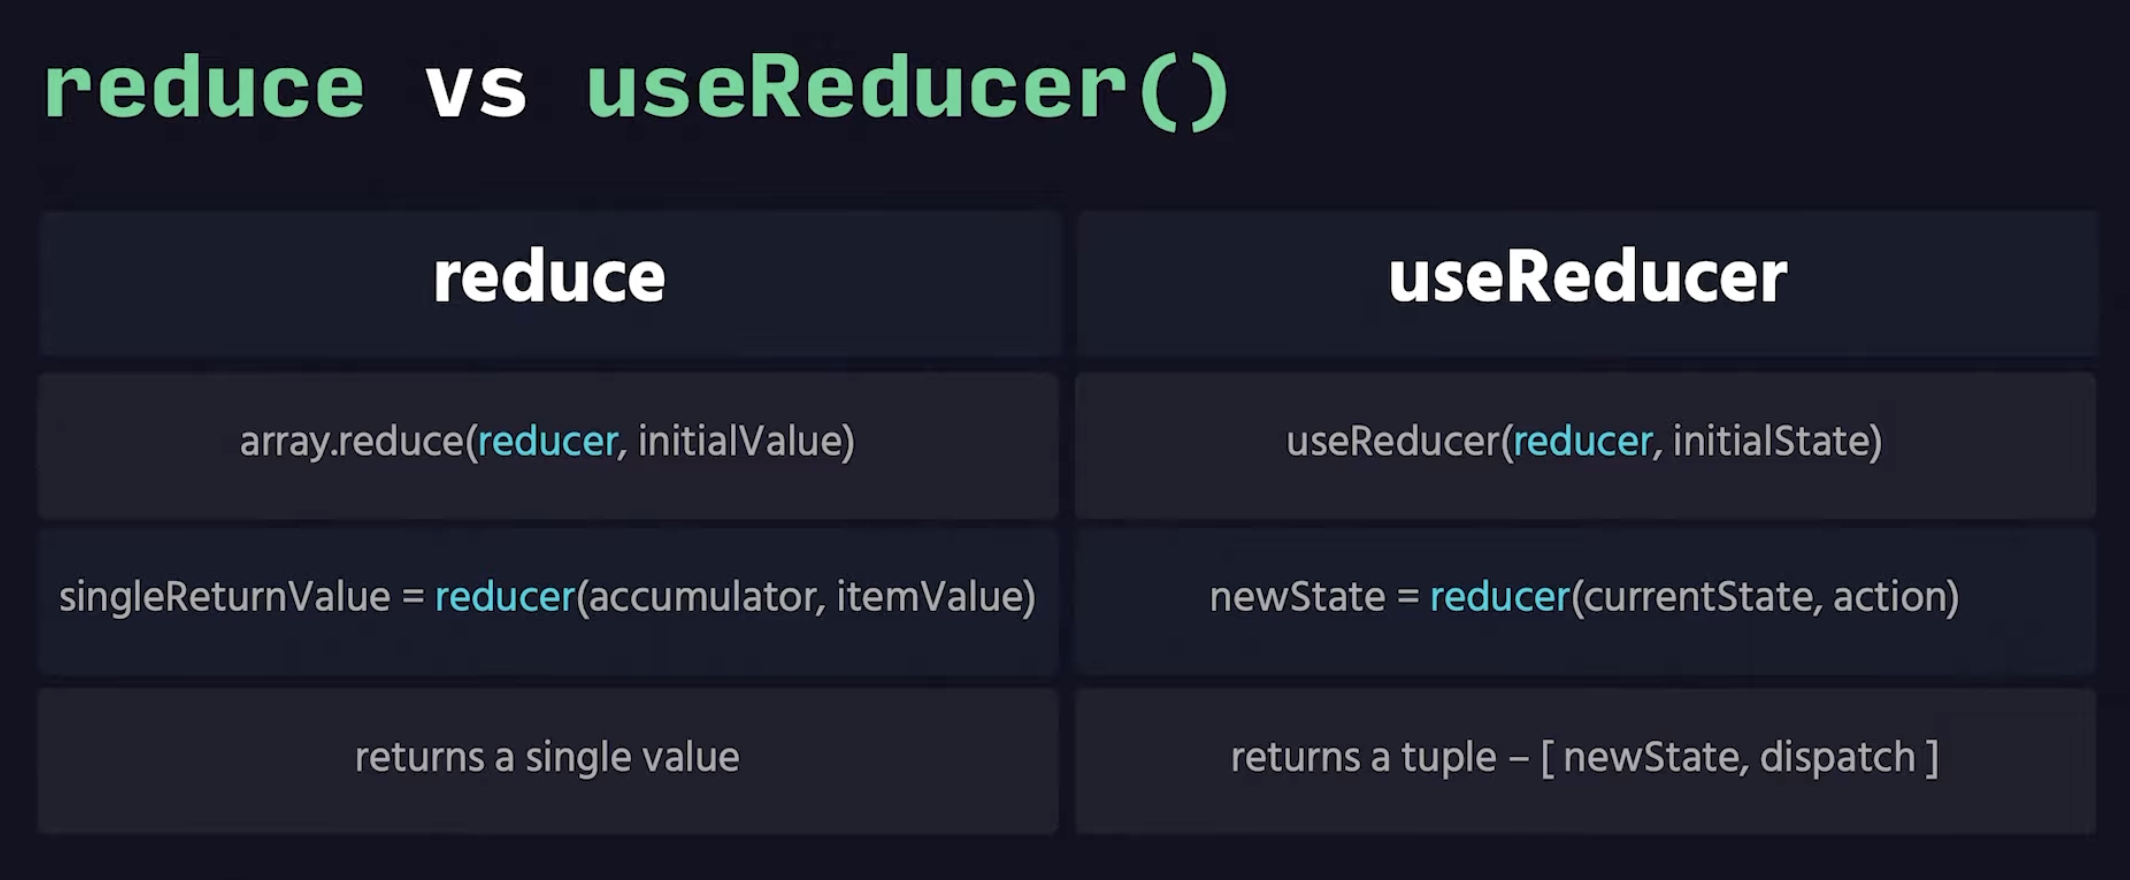 reduce vs useReducer()
reduce
useReducer
array.reduce(reducer, initialValue)
useReducer(reducer, initialState)
singleReturnValue = reducer(accumulator, itemValue)
newState = reducer(currentState, action)
returns a single value
returns a tuple – [ newState, dispatch ]